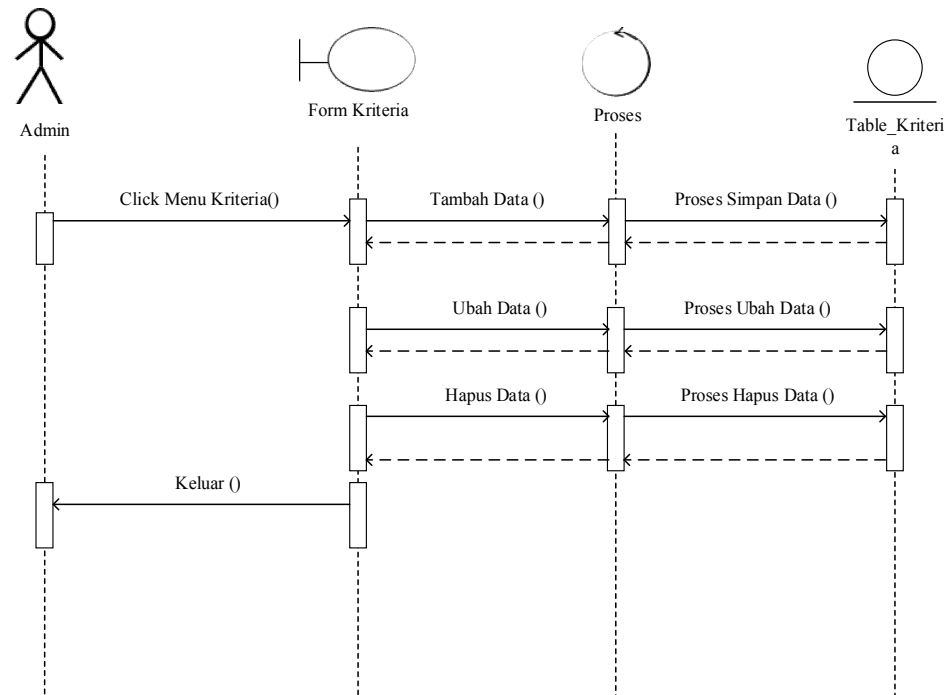 Admin
Form Kriteria
Proses
Table_Kriteri
a
Click Menu Kriteria()
Tambah Data ()
Proses Simpan Data ()
Ubah Data ()
Proses Ubah Data ()
Hapus Data ()
Proses Hapus Data ()
Keluar ()